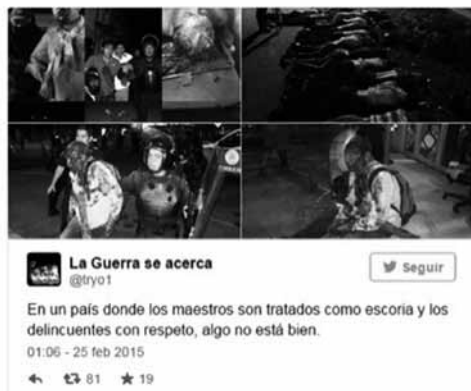 La Guerra se acerca
@tryo1
Seguir
En un país donde los maestros son tratados como escoria y los
delincuentes con respeto, algo no está bien.
01:06 - 25 feb 2015
81 19